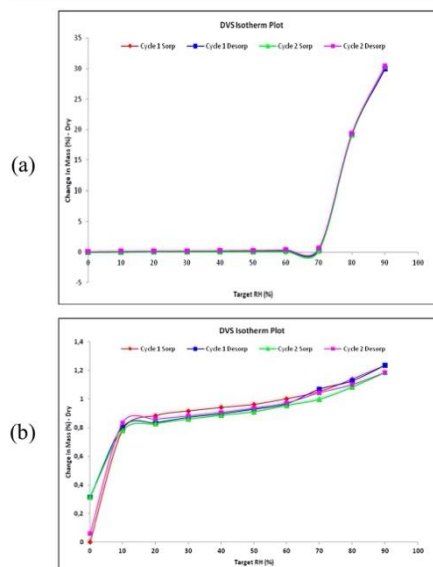 (a)
DVS Isotherm Plot
Cycle 1 Sorp Cycle 1 Desorp Cycle 2 Sorp Cycle 2 Desorp
Change In Mass (%) - Dry
35
30
25
20
15
10
5
0
-5
0 10 20 30 40 50 60 70 80 90 100
Target RH (%)
(b)
DVS Isotherm Plot
Cycle 1 Sorp Cycle 1 Desorp Cycle 2 Sorp Cycle 2 Desorp
Change In Mass (%) - Dry
1,4
1,2
1
0,8
0,6
0,4
0,2
0
0 10 20 30 40 50 60 70 80 90 100
Target RH (%)